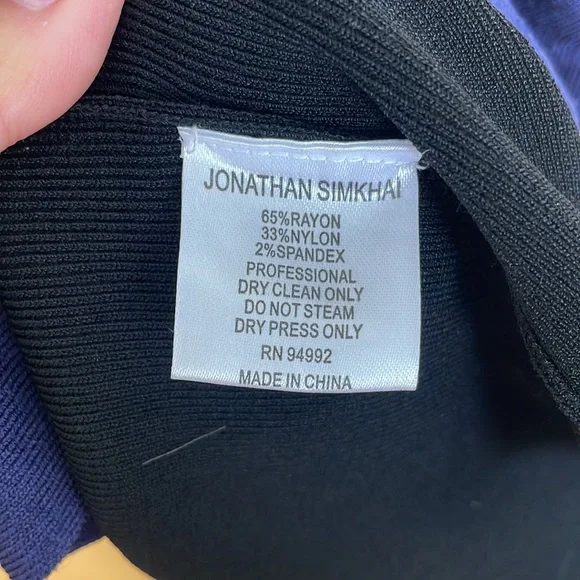 JONATHAN SIMKHAI
65%RAYON
33%NYLON
2%SPANDEX
PROFESSIONAL
DRY CLEAN ONLY
DO NOT STEAM
DRY PRESS ONLY
RN 94992
MADE IN CHINA